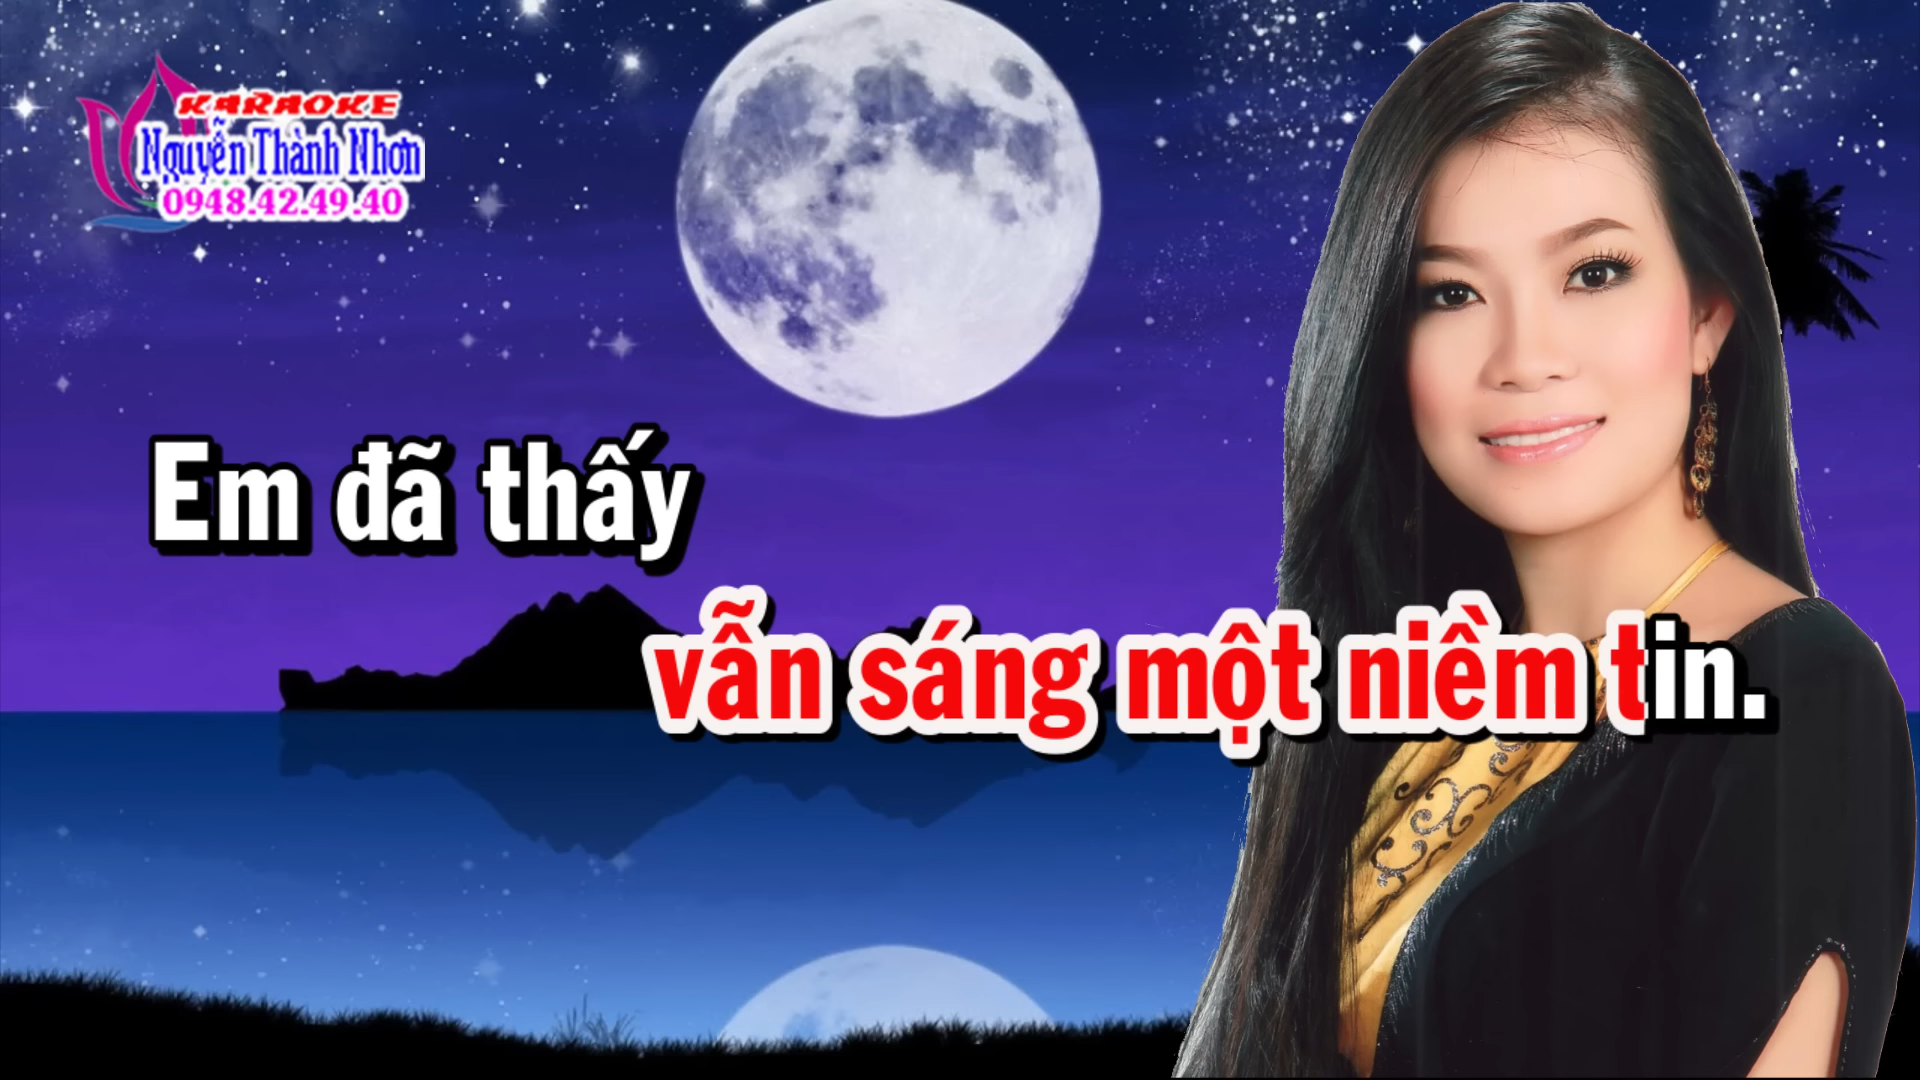 KARAOKE
Nguyễn Thành Nhơn
0948.42.49.40
Em đã thấy
vẫn sáng một niềm tin.